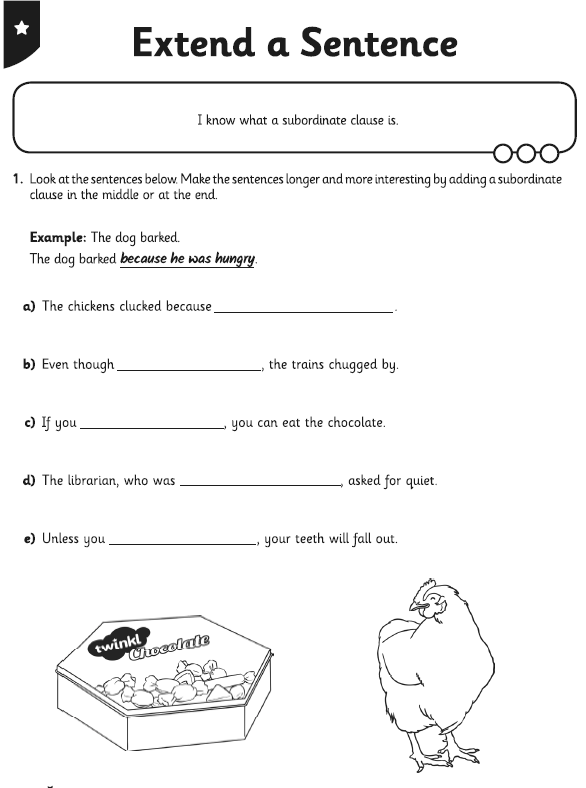 Extend a Sentence
I know what a subordinate clause is.
1. Look at the sentences below. Make the sentences longer and more interesting by adding a subordinate
clause in the middle or at the end.
Example: The dog barked.
The dog barked because he was hungry.
a) The chickens clucked because ____________________.
b) Even though ____________________, the trains chugged by.
c) If you ____________________, you can eat the chocolate.
d) The librarian, who was ____________________, asked for quiet.
e) Unless you ____________________, your teeth will fall out.
twinkl
Chocolate